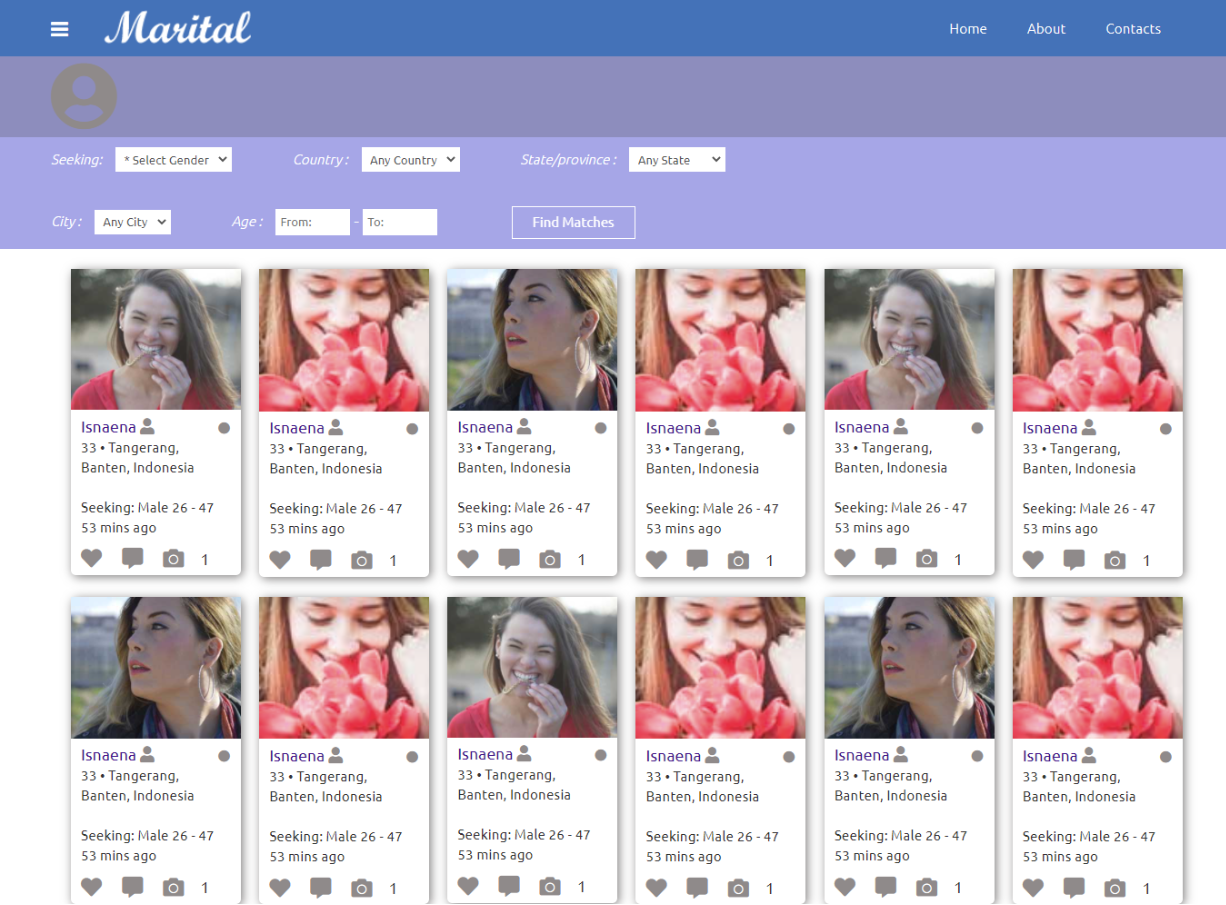 Marital
Home About Contacts
Seeking: * Select Gender Country : Any Country State/province : Any State
City : Any City Age : From: - To: Find Matches
Isnaena Isnaena Isnaena Isnaena Isnaena Isnaena
33 • Tangerang, 33 • Tangerang, 33 • Tangerang, 33 • Tangerang, 33 • Tangerang, 33 • Tangerang,
Banten, Indonesia Banten, Indonesia Banten, Indonesia Banten, Indonesia Banten, Indonesia Banten, Indonesia
Seeking: Male 26 - 47 Seeking: Male 26 - 47 Seeking: Male 26 - 47 Seeking: Male 26 - 47 Seeking: Male 26 - 47 Seeking: Male 26 - 47
53 mins ago 53 mins ago 53 mins ago 53 mins ago 53 mins ago 53 mins ago
1 1 1 1 1 1
Isnaena Isnaena Isnaena Isnaena Isnaena Isnaena
33 • Tangerang, 33 • Tangerang, 33 • Tangerang, 33 • Tangerang, 33 • Tangerang, 33 • Tangerang,
Banten, Indonesia Banten, Indonesia Banten, Indonesia Banten, Indonesia Banten, Indonesia Banten, Indonesia
Seeking: Male 26 - 47 Seeking: Male 26 - 47 Seeking: Male 26 - 47 Seeking: Male 26 - 47 Seeking: Male 26 - 47 Seeking: Male 26 - 47
53 mins ago 53 mins ago 53 mins ago 53 mins ago 53 mins ago 53 mins ago
1 1 1 1 1 1